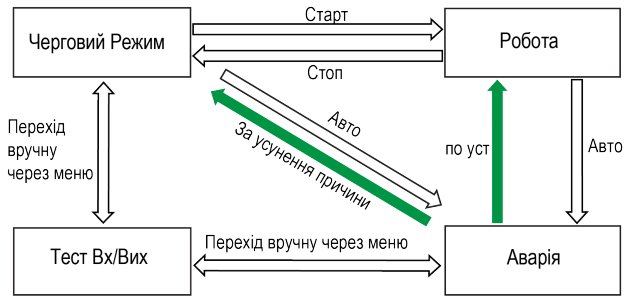 Старт
Черговий Режим
Робота
Стоп
Авто
За усунення причини
Перехід
вручну
через меню
по уст
Авто
Перехід вручну через меню
Тест Вх/Вих
Аварія